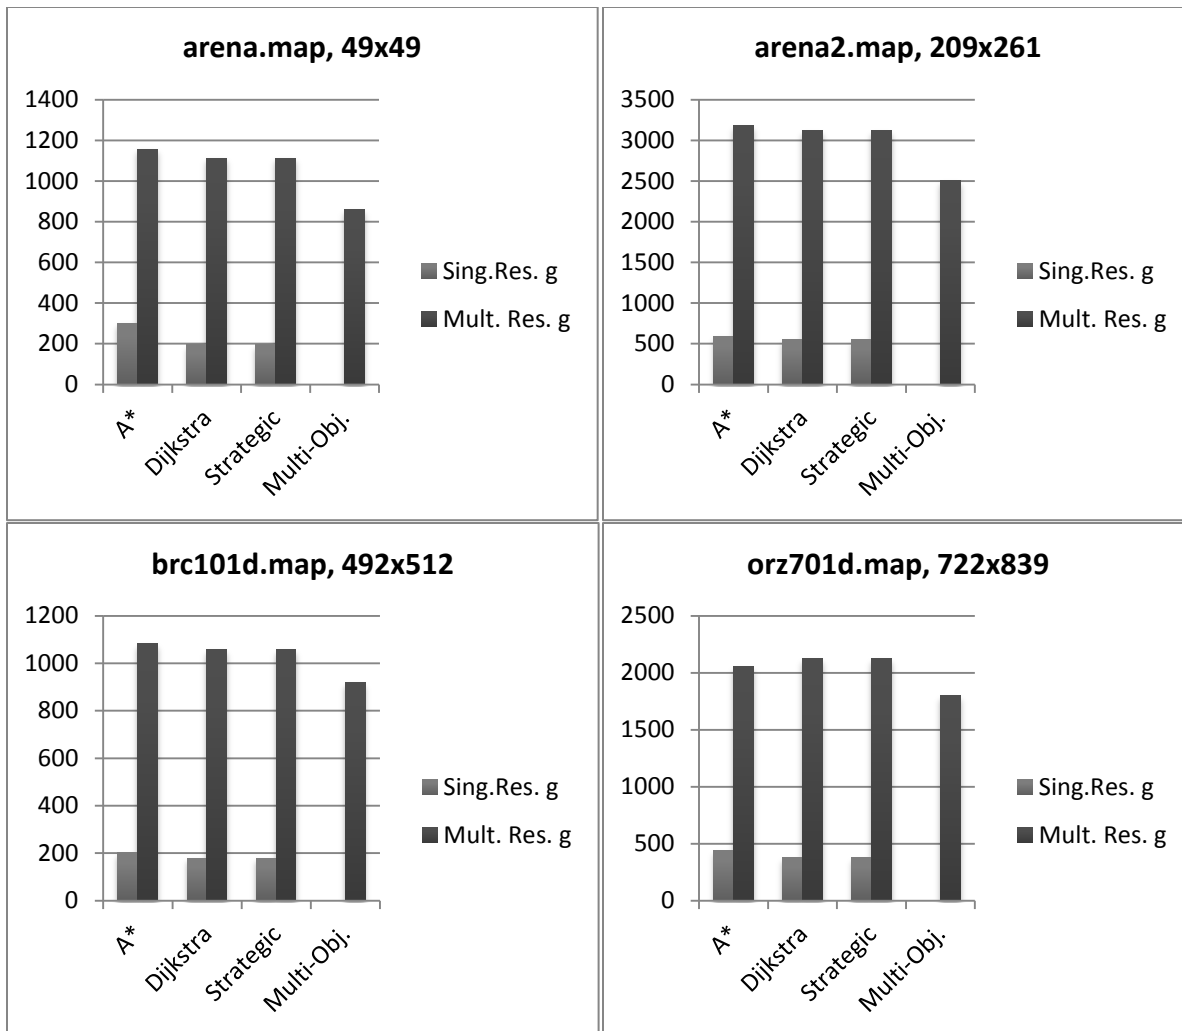 arena.map, 49x49
1400
1200
1000
800
600
400
200
0
A*
Dijkstra
Strategic
Multi-Obj.
Sing.Res. g
Mult. Res. g
arena2.map, 209x261
3500
3000
2500
2000
1500
1000
500
0
A*
Dijkstra
Strategic
Multi-Obj.
Sing.Res. g
Mult. Res. g
brc101d.map, 492x512
1200
1000
800
600
400
200
0
A*
Dijkstra
Strategic
Multi-Obj.
Sing.Res. g
Mult. Res. g
orz701d.map, 722x839
2500
2000
1500
1000
500
0
A*
Dijkstra
Strategic
Multi-Obj.
Sing.Res. g
Mult. Res. g